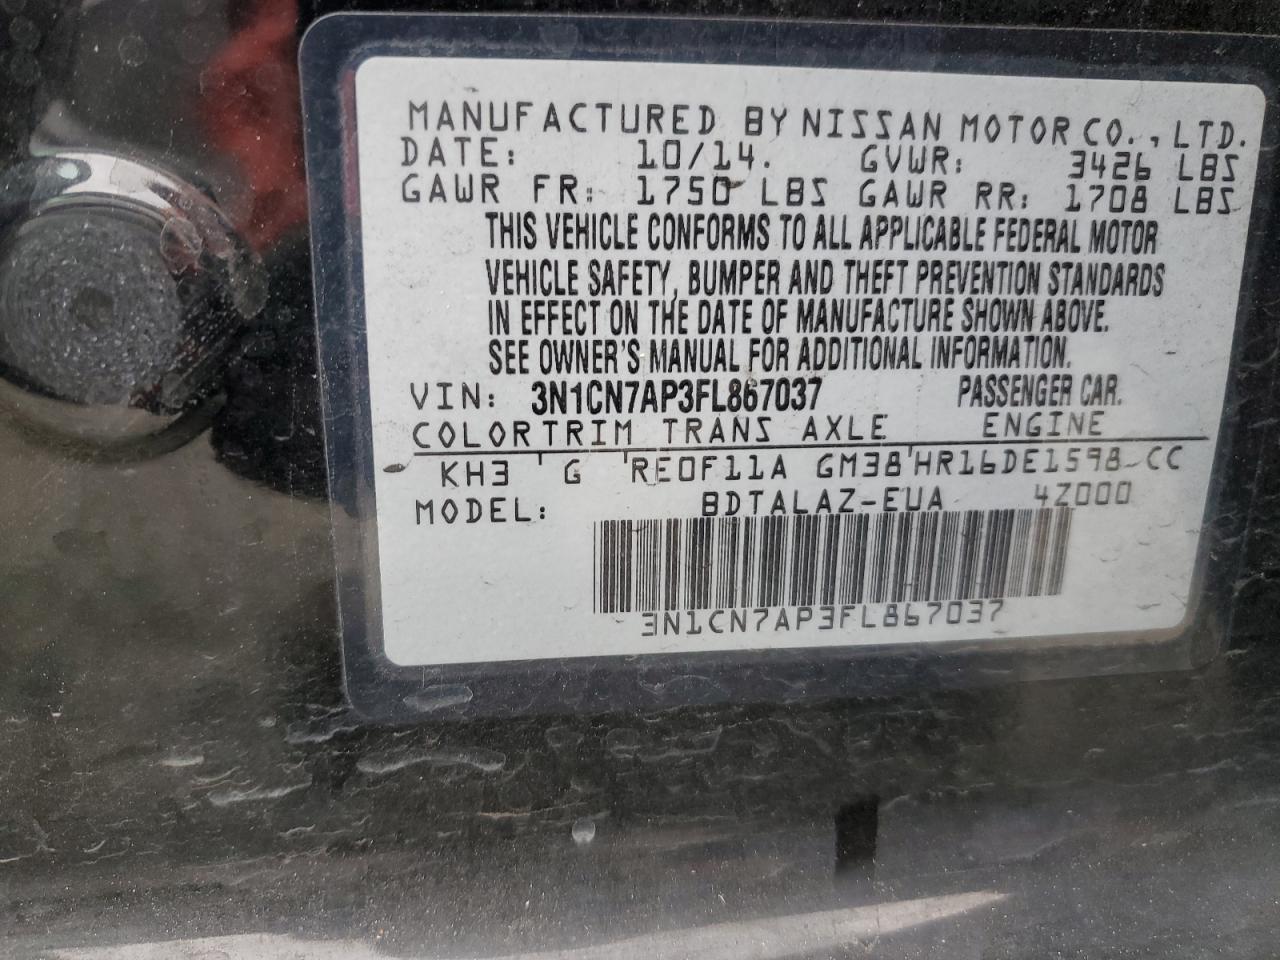 MANUFACTURED BY NISSAN MOTOR CO., LTD.
DATE: 10/14. GVWR: 3426 LBS
GAWR FR: 1750 LBS GAWR RR: 1708 LBS
THIS VEHICLE CONFORMS TO ALL APPLICABLE FEDERAL MOTOR
VEHICLE SAFETY, BUMPER AND THEFT PREVENTION STANDARDS
IN EFFECT ON THE DATE OF MANUFACTURE SHOWN ABOVE.
SEE OWNER'S MANUAL FOR ADDITIONAL INFORMATION.
VIN: 3N1CN7AP3FL867037 PASSENGER CAR.
COLOR TRIM TRANS AXLE ENGINE
KH3 ' G ' RE0F11A GM38 ' HR16DE1598-CC
MODEL: BDTALAZ-EUA 4Z000
3N1CN7AP3FL867037